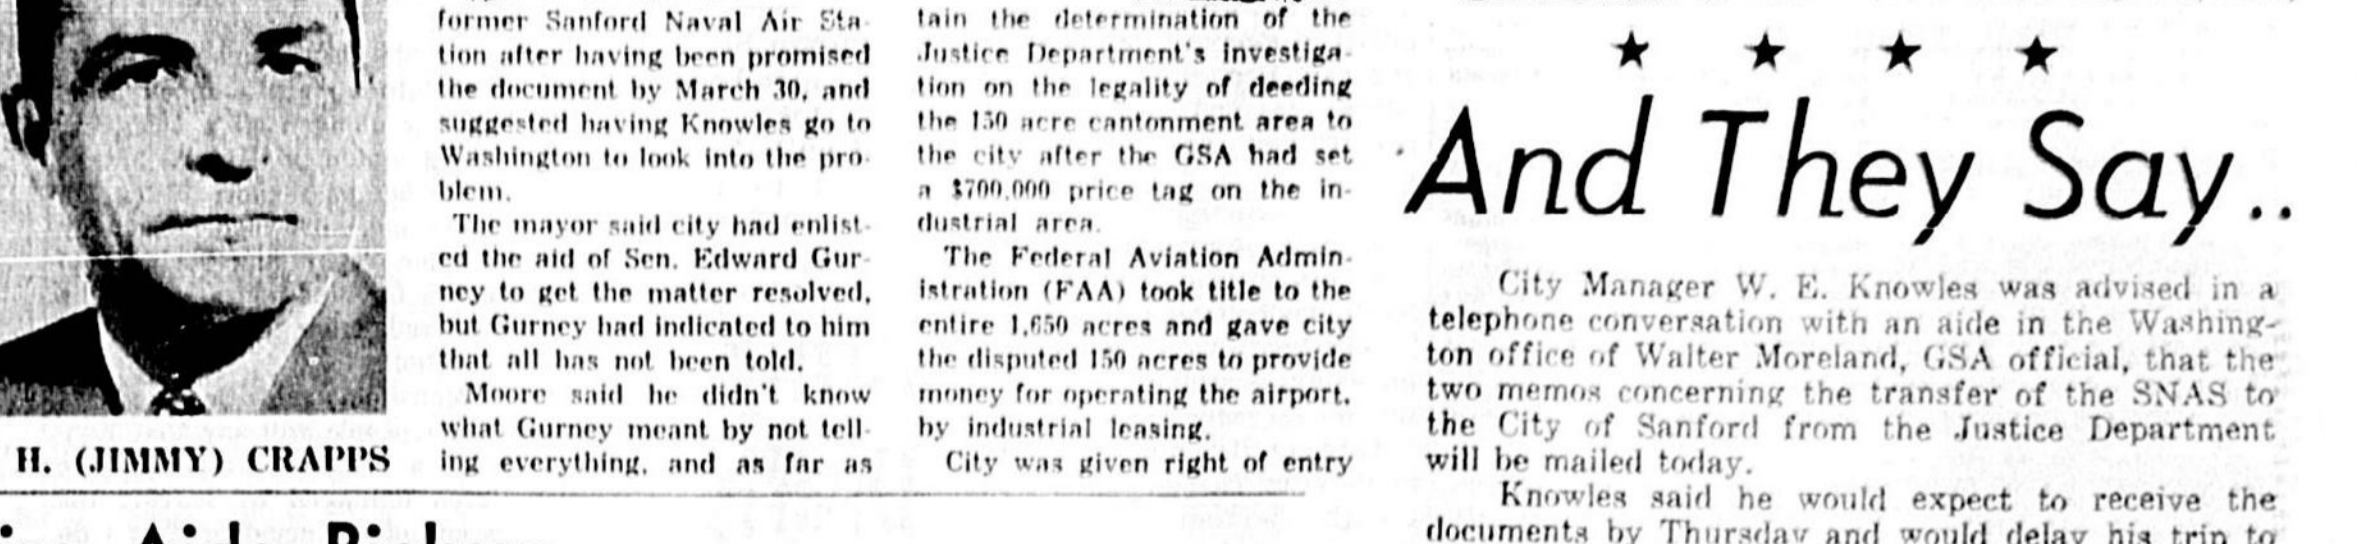 H. (JIMMY) CRAPPS
former Sanford Naval Air Sta-
tion after having been promised
the document by March 30, and
suggested having Knowles go to
Washington to look into the pro-
blem.
The mayor said city had enlist-
ed the aid of Sen. Edward Gur-
ney to get the matter resolved,
but Gurney had indicated to him
that all has not been told.
Moore said he didn't know
what Gurney meant by not tell-
ing everything, and as far as
tain the determination of the
Justice Department's investiga-
tion on the legality of deeding
the 150 acre cantonment area to
the city after the GSA had set
a $700,000 price tag on the in-
dustrial area.
The Federal Aviation Admin-
istration (FAA) took title to the
entire 1,650 acres and gave city
the disputed 150 acres to provide
money for operating the airport,
by industrial leasing.
City was given right of entry
And They Say..
City Manager W. E. Knowles was advised in a
telephone conversation with an aide in the Washing-
ton office of Walter Moreland, GSA official, that the
two memos concerning the transfer of the SNAS to
the City of Sanford from the Justice Department
will be mailed today.
Knowles said he would expect to receive the
documents by Thursday and would delay his trip to